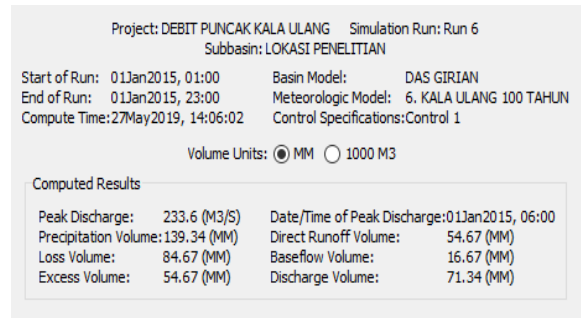 Project: DEBIT PUNCAK KALA ULANG Simulation Run: Run 6
Subbasin: LOKASI PENELITIAN
Start of Run: 01Jan2015, 01:00 Basin Model: DAS GIRIAN
End of Run: 01Jan2015, 23:00 Meteorologic Model: 6. KALA ULANG 100 TAHUN
Compute Time:27May2019, 14:06:02 Control Specifications:Control 1
Volume Units: MM 1000 M3
Computed Results
Peak Discharge: 233.6 (M3/S) Date/Time of Peak Discharge:01Jan2015, 06:00
Precipitation Volume:139.34 (MM) Direct Runoff Volume: 54.67 (MM)
Loss Volume: 84.67 (MM) Baseflow Volume: 16.67 (MM)
Excess Volume: 54.67 (MM) Discharge Volume: 71.34 (MM)